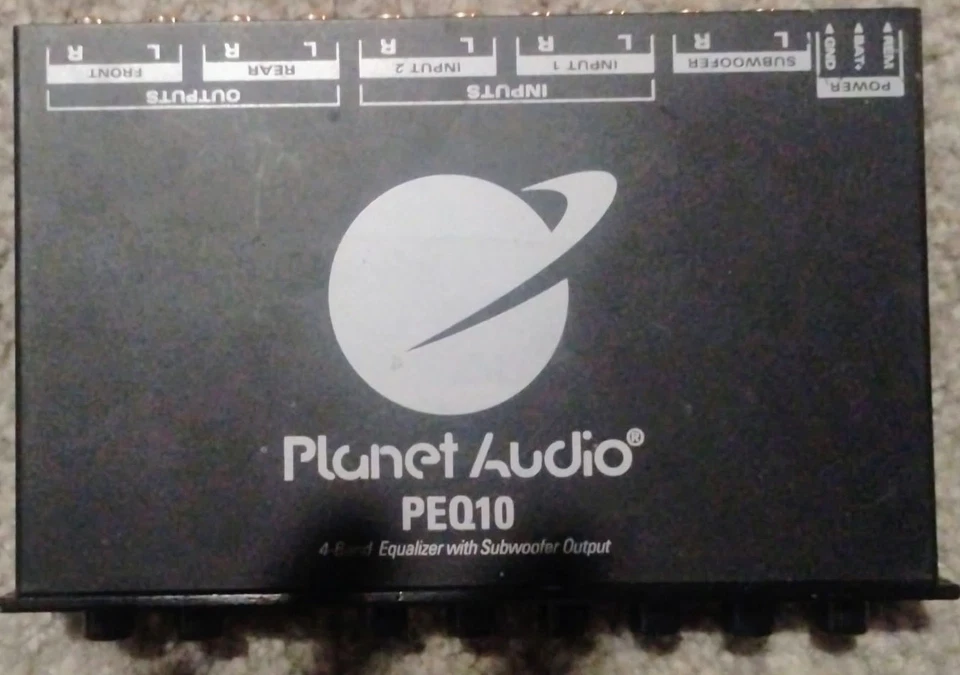 R L R L R L R L R L GND BAT+ REM
FRONT REAR INPUT 2 INPUT 1 SUBWOOFER POWER
OUTPUTS INPUTS
Planet Audio®
PEQ10
4-Band Equalizer with Subwoofer Output